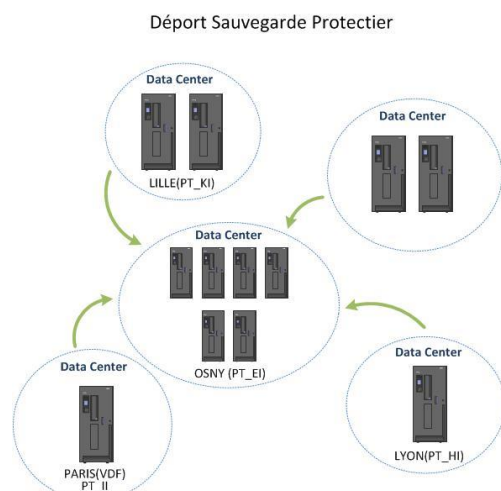 Déport Sauvegarde Protectier
Data Center
LILLE(PT_KI)
Data Center
Data Center
OSNY (PT_EI)
Data Center
PARIS(VDF)
PT_II
Data Center
LYON(PT_HI)